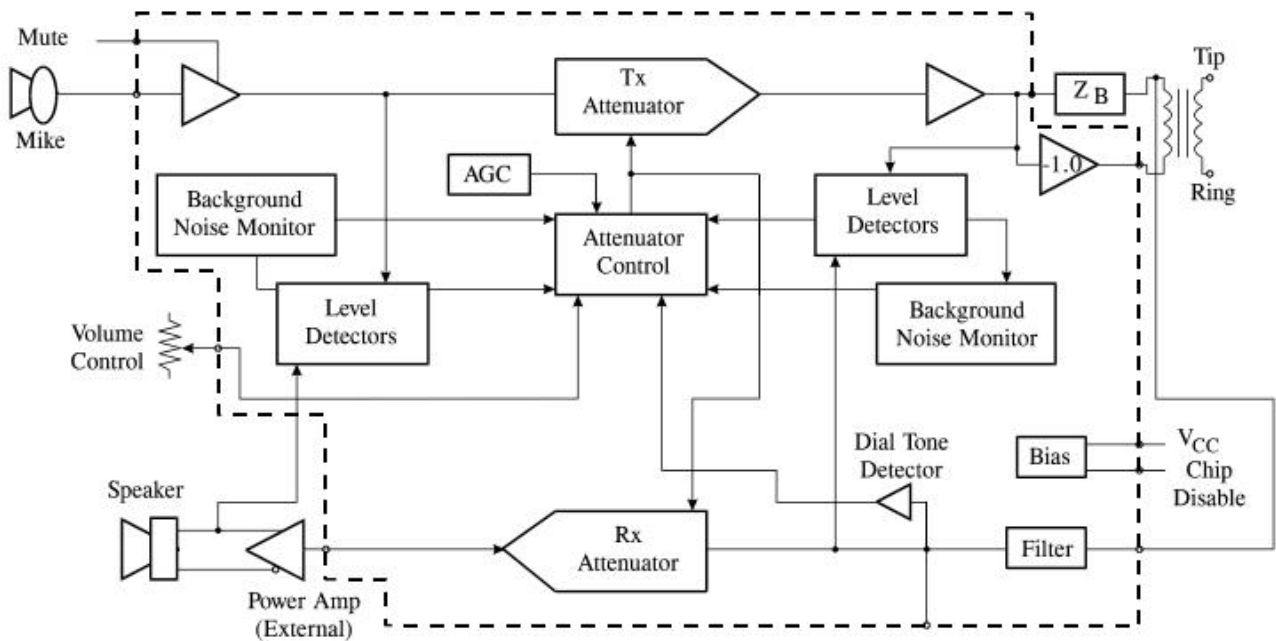 Mute
Mike
Tx
Attenuator
Z B
Tip
Ring
-1.0
AGC
Background
Noise Monitor
Attenuator
Control
Level
Detectors
Level
Detectors
Background
Noise Monitor
Volume
Control
Dial Tone
Detector
Bias
VCC
Chip
Disable
Speaker
Rx
Attenuator
Filter
Power Amp
(External)